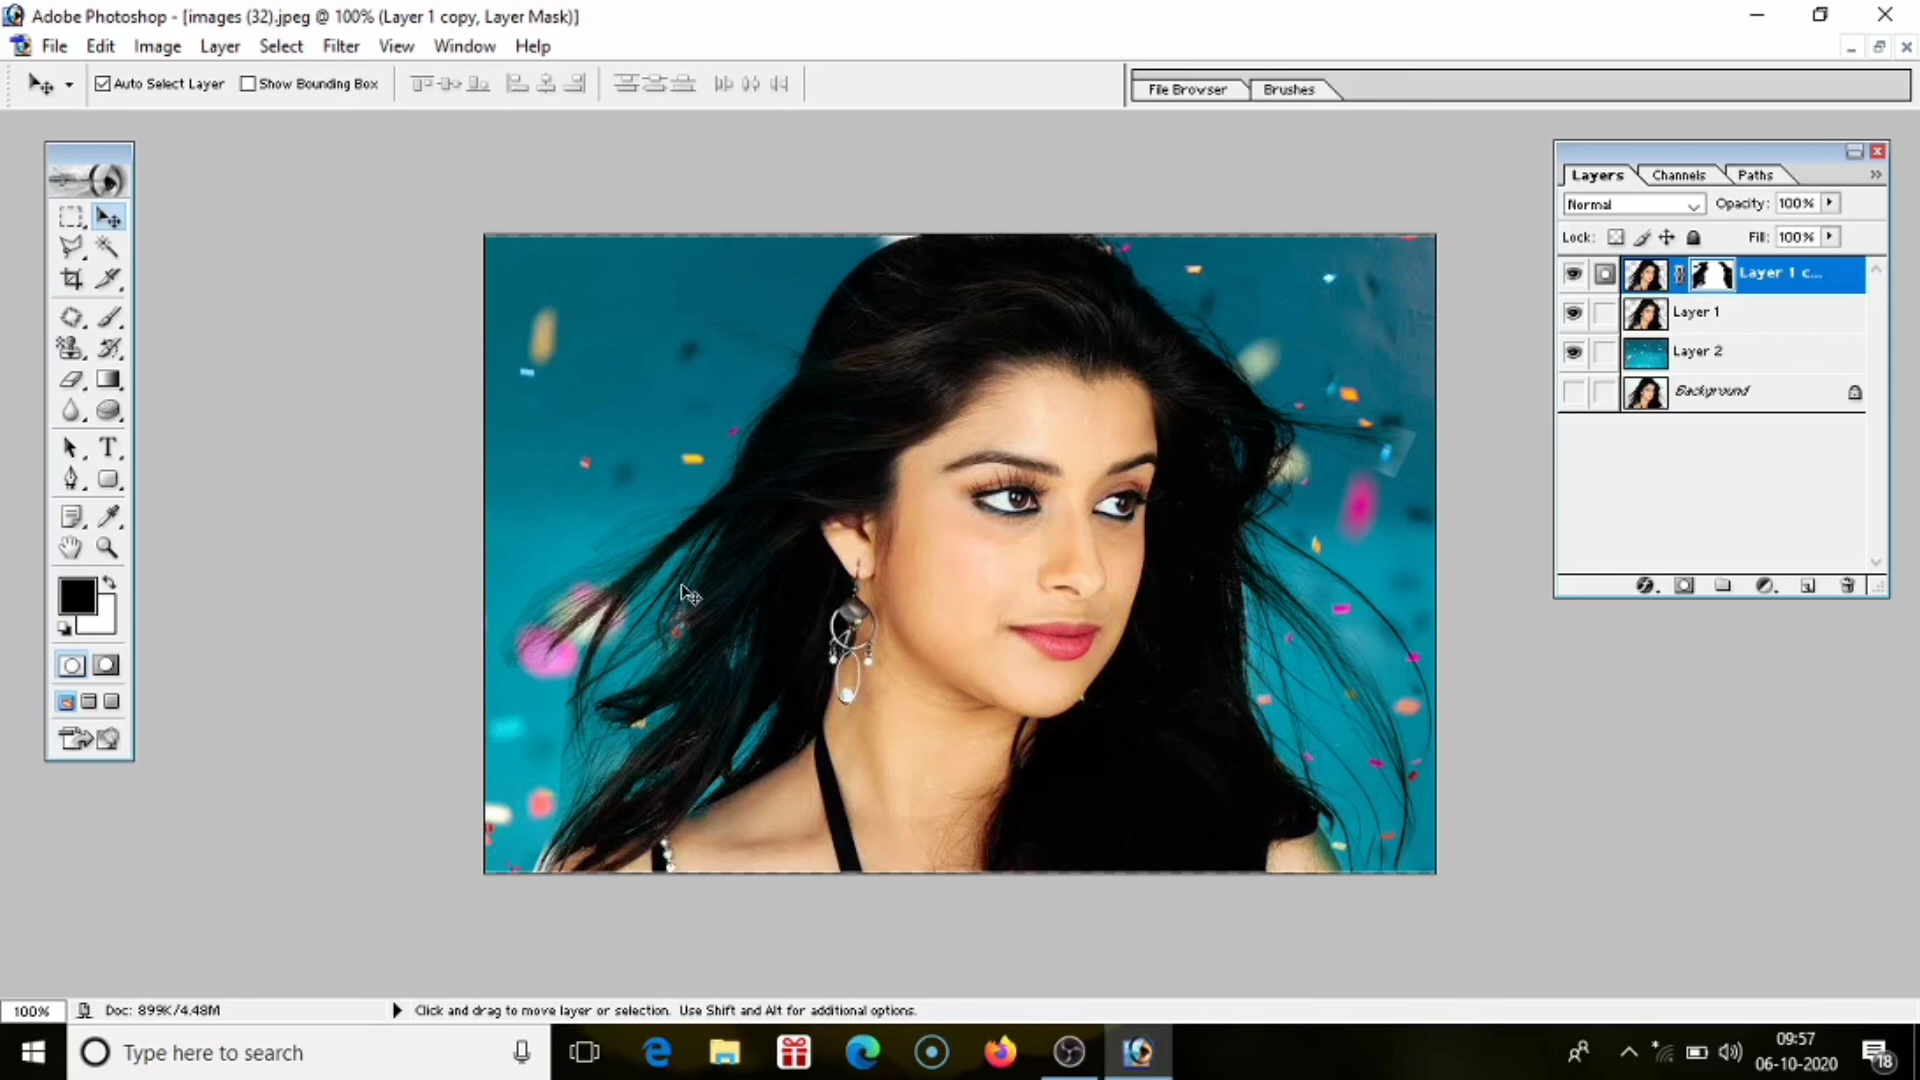 Adobe Photoshop - [images (32).jpeg @ 100% (Layer 1 copy, Layer Mask)]
File Edit Image Layer Select Filter View Window Help
Auto Select Layer Show Bounding Box
File Browser Brushes
Layers Channels Paths
Normal Opacity: 100%
Lock: Fill: 100%
Layer 1 c...
Layer 1
Layer 2
Background
T
100% Doc: 899K/4.48M Click and drag to move layer or selection. Use Shift and Alt for additional options.
Type here to search
09:57
06-10-2020
18